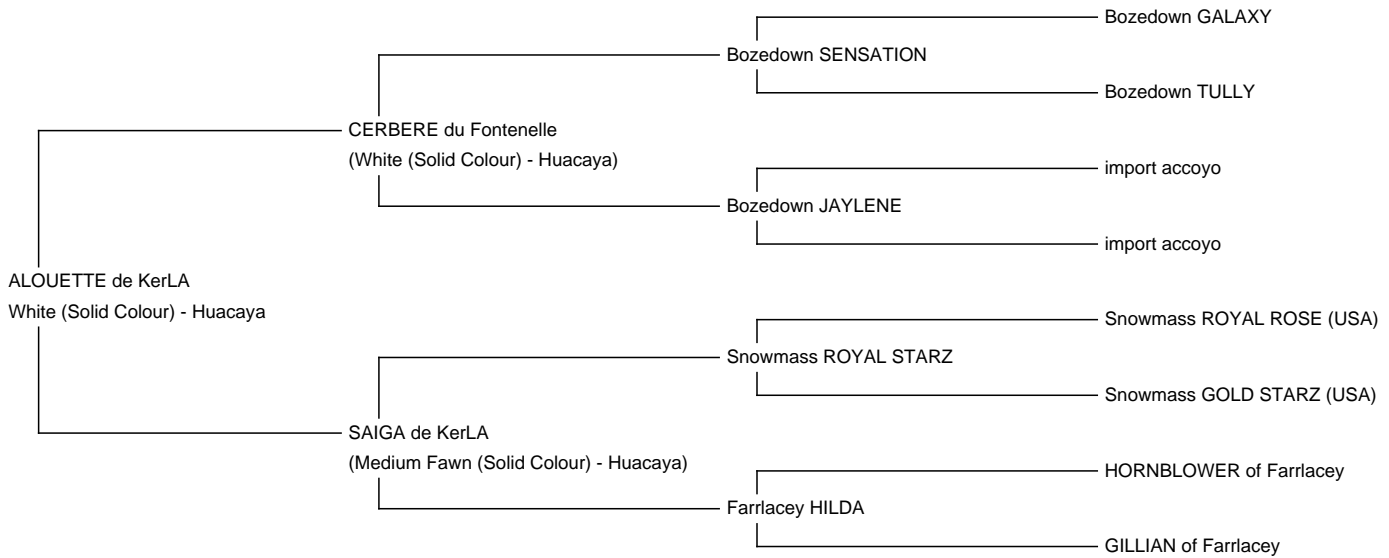 Bozedown GALAXY
Bozedown SENSATION
Bozedown TULLY
CERBERE du Fontenelle
(White (Solid Colour) - Huacaya)
import accoyo
Bozedown JAYLENE
import accoyo
ALOUETTE de KerLA
White (Solid Colour) - Huacaya
Snowmass ROYAL ROSE (USA)
Snowmass ROYAL STARZ
Snowmass GOLD STARZ (USA)
SAIGA de KerLA
(Medium Fawn (Solid Colour) - Huacaya)
HORNBLOWER of Farrlacey
Farrlacey HILDA
GILLIAN of Farrlacey